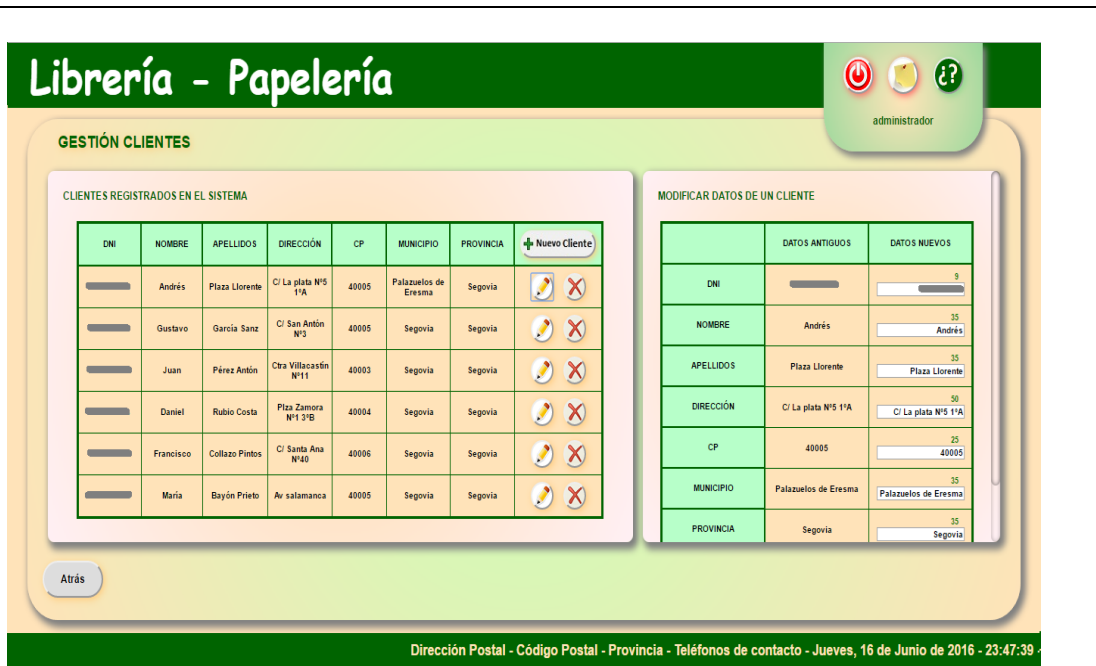 Librería - Papelería
¿?
administrador
GESTIÓN CLIENTES
CLIENTES REGISTRADOS EN EL SISTEMA
DNI NOMBRE APELLIDOS DIRECCIÓN CP MUNICIPIO PROVINCIA Nuevo Cliente
Andrés Plaza Llorente C/ La plata Nº5 1ºA 40005 Palazuelos de Eresma Segovia
Gustavo García Sanz C/ San Antón Nº3 40005 Segovia Segovia
Juan Pérez Antón Ctra Villacastín Nº11 40003 Segovia Segovia
Daniel Rubio Costa Plza Zamora Nº1 3ºB 40004 Segovia Segovia
Francisco Collazo Pintos C/ Santa Ana Nº40 40006 Segovia Segovia
María Bayón Prieto Av salamanca 40005 Segovia Segovia
MODIFICAR DATOS DE UN CLIENTE
DATOS ANTIGUOS DATOS NUEVOS
DNI 9
NOMBRE Andrés 35 Andrés
APELLIDOS Plaza Llorente 35 Plaza Llorente
DIRECCIÓN C/ La plata Nº5 1ºA 50 C/ La plata Nº5 1ºA
CP 40005 25 40005
MUNICIPIO Palazuelos de Eresma 35 Palazuelos de Eresma
PROVINCIA Segovia 35 Segovia
Atrás
Dirección Postal - Código Postal - Provincia - Teléfonos de contacto - Jueves, 16 de Junio de 2016 - 23:47:39 -